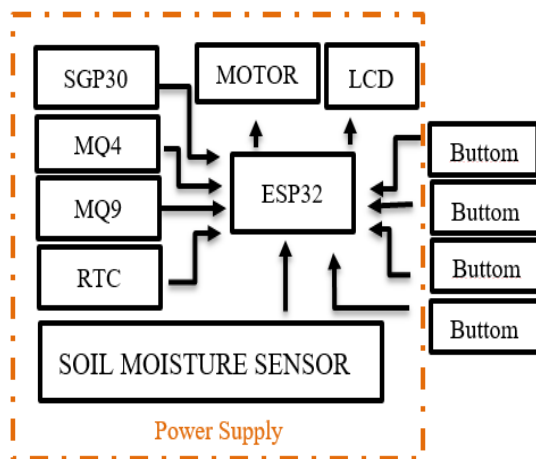 SGP30
MOTOR
LCD
MQ4
ESP32
Buttom
MQ9
Buttom
RTC
Buttom
SOIL MOISTURE SENSOR
Buttom
Power Supply